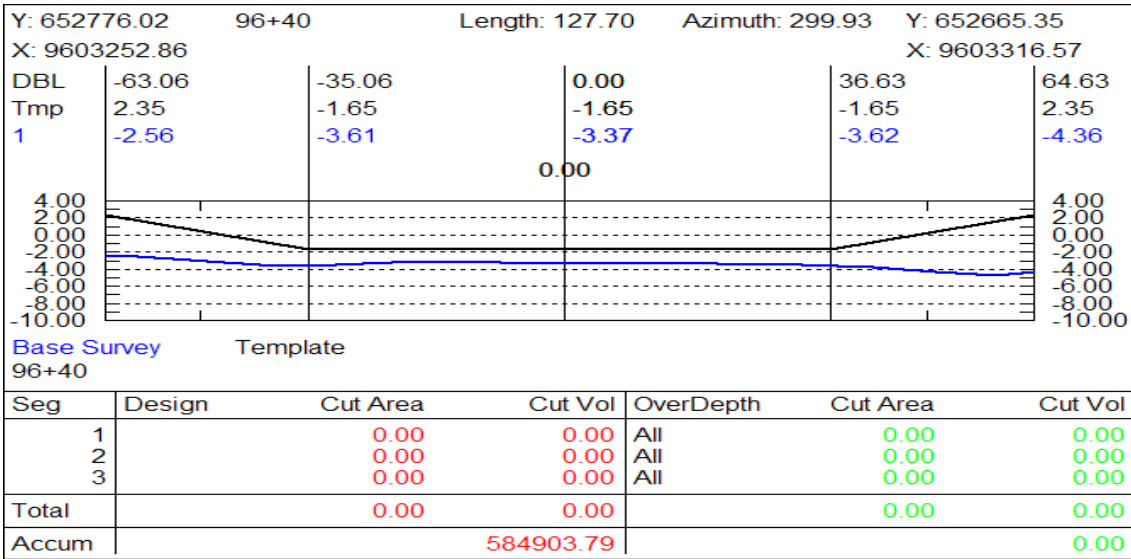 Y: 652776.02 96+40 Length: 127.70 Azimuth: 299.93 Y: 652665.35
X: 9603252.86 X: 9603316.57
DBL -63.06 -35.06 0.00 36.63 64.63
Tmp 2.35 -1.65 -1.65 -1.65 2.35
1 -2.56 -3.61 -3.37 -3.62 -4.36
0.00
4.00 4.00
2.00 2.00
0.00 0.00
-2.00 -2.00
-4.00 -4.00
-6.00 -6.00
-8.00 -8.00
-10.00 -10.00
Base Survey Template
96+40
Seg Design Cut Area Cut Vol OverDepth Cut Area Cut Vol
1 0.00 0.00 All 0.00 0.00
2 0.00 0.00 All 0.00 0.00
3 0.00 0.00 All 0.00 0.00
Total 0.00 0.00 0.00 0.00
Accum 584903.79 0.00